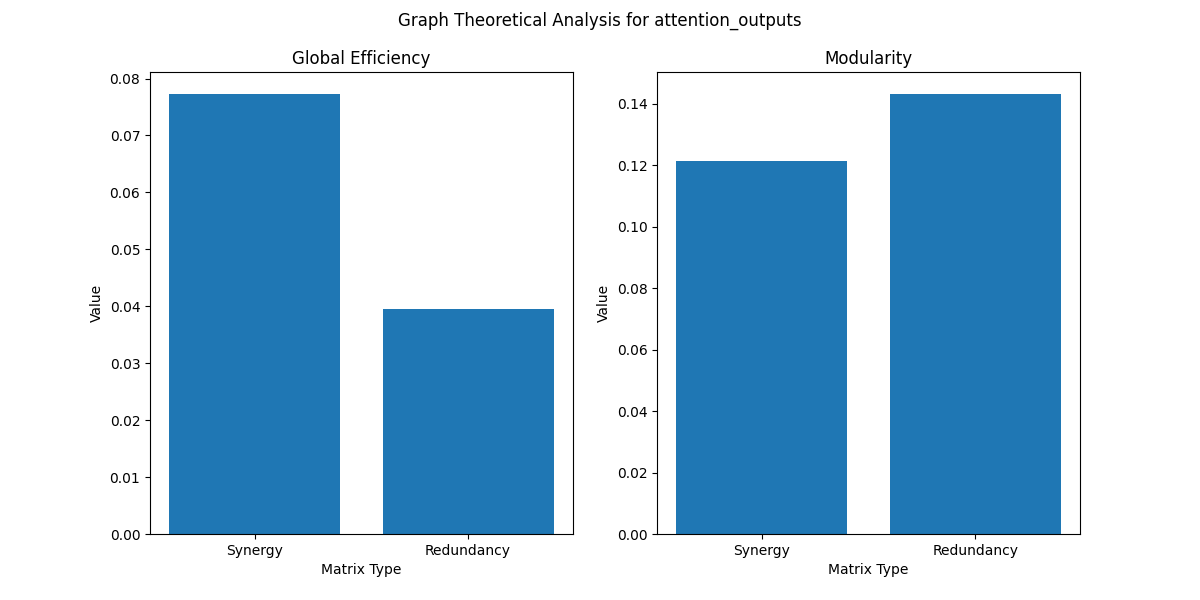 Graph Theoretical Analysis for attention_outputs
Global Efficiency
0.08
0.07
0.06
0.05
0.04
0.03
0.02
0.01
0.00
Value
Synergy
Redundancy
Matrix Type
Modularity
0.14
0.12
0.10
0.08
0.06
0.04
0.02
0.00
Value
Synergy
Redundancy
Matrix Type